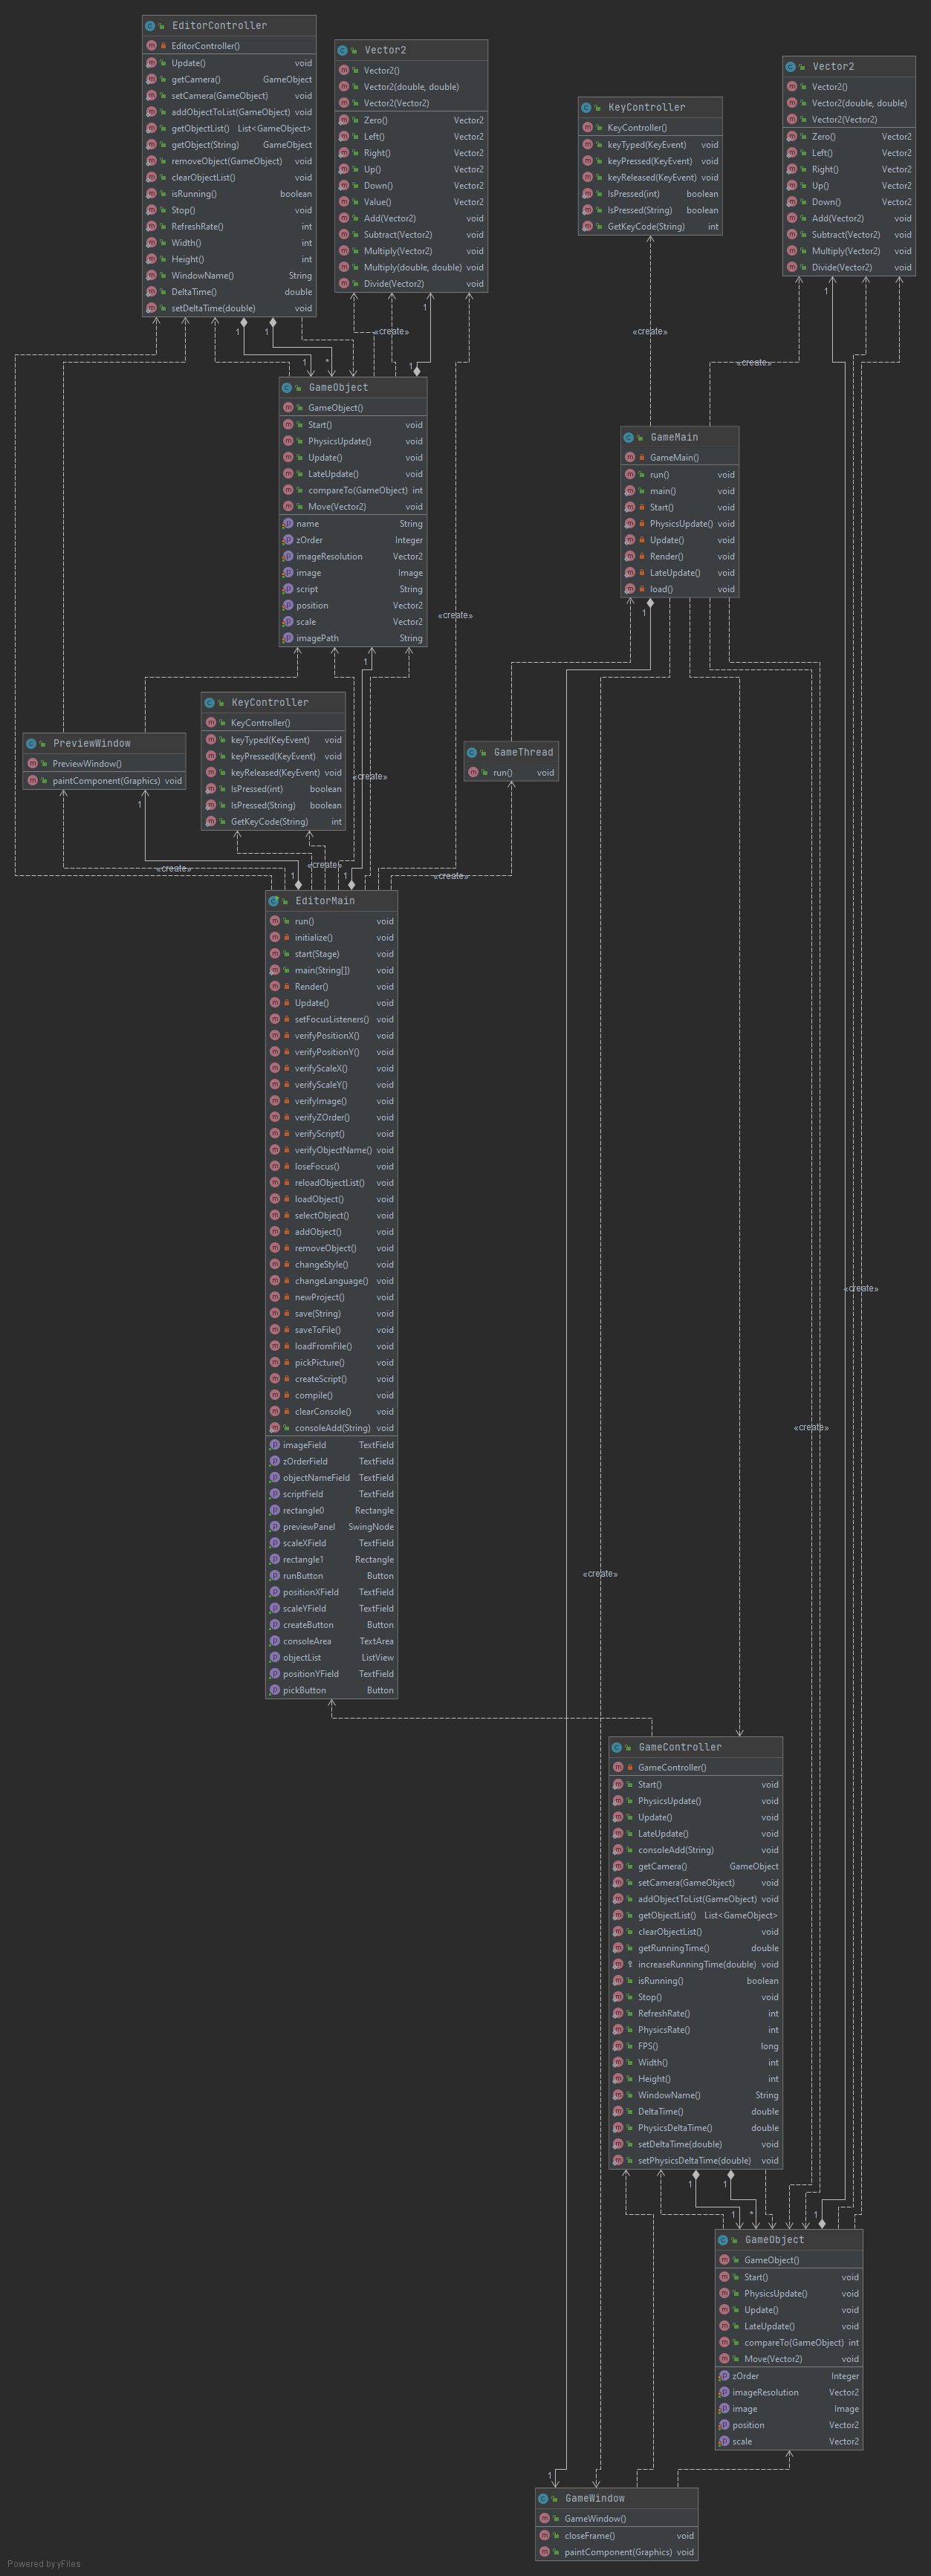 EditorController
EditorController()
Update() void
getCamera() GameObject
setCamera(GameObject) void
addObjectToList(GameObject) void
getObjectList() List<GameObject>
getObject(String) GameObject
removeObject(GameObject) void
clearObjectList() void
isRunning() boolean
Stop() void
RefreshRate() int
Width() int
Height() int
WindowName() String
DeltaTime() double
setDeltaTime(double) void
Vector2
Vector2()
Vector2(double, double)
Vector2(Vector2)
Zero() Vector2
Left() Vector2
Right() Vector2
Up() Vector2
Down() Vector2
Value() Vector2
Add(Vector2) void
Subtract(Vector2) void
Multiply(Vector2) void
Multiply(double, double) void
Divide(Vector2) void
KeyController
KeyController()
keyTyped(KeyEvent) void
keyPressed(KeyEvent) void
keyReleased(KeyEvent) void
IsPressed(int) boolean
IsPressed(String) boolean
GetKeyCode(String) int
Vector2
Vector2()
Vector2(double, double)
Vector2(Vector2)
Zero() Vector2
Left() Vector2
Right() Vector2
Up() Vector2
Down() Vector2
Add(Vector2) void
Subtract(Vector2) void
Multiply(Vector2) void
Divide(Vector2) void
1
1
1
1
«create»
«create»
«create»
1
*
1
GameObject
GameObject()
Start() void
PhysicsUpdate() void
Update() void
LateUpdate() void
compareTo(GameObject) int
Move(Vector2) void
name String
zOrder Integer
imageResolution Vector2
image Image
script String
position Vector2
scale Vector2
imagePath String
GameMain
GameMain()
run() void
main() void
Start() void
PhysicsUpdate() void
Update() void
Render() void
LateUpdate() void
load() void
«create»
1
1
KeyController
KeyController()
keyTyped(KeyEvent) void
keyPressed(KeyEvent) void
keyReleased(KeyEvent) void
IsPressed(int) boolean
IsPressed(String) boolean
GetKeyCode(String) int
PreviewWindow
PreviewWindow()
paintComponent(Graphics) void
GameThread
run() void
«create»
1
«create»
«create»
«create»
1
1
EditorMain
run() void
initialize() void
start(Stage) void
main(String[]) void
Render() void
Update() void
setFocusListeners() void
verifyPositionX() void
verifyPositionY() void
verifyScaleX() void
verifyScaleY() void
verifyImage() void
verifyZOrder() void
verifyScript() void
verifyObjectName() void
loseFocus() void
reloadObjectList() void
loadObject() void
selectObject() void
addObject() void
removeObject() void
changeStyle() void
changeLanguage() void
newProject() void
save(String) void
saveToFile() void
loadFromFile() void
pickPicture() void
createScript() void
compile() void
clearConsole() void
consoleAdd(String) void
imageField TextField
zOrderField TextField
objectNameField TextField
scriptField TextField
rectangle0 Rectangle
previewPanel SwingNode
scaleXField TextField
rectangle1 Rectangle
runButton Button
positionXField TextField
scaleYField TextField
createButton Button
consoleArea TextArea
objectList ListView
positionYField TextField
pickButton Button
«create»
«create»
«create»
GameController
GameController()
Start() void
PhysicsUpdate() void
Update() void
LateUpdate() void
consoleAdd(String) void
getCamera() GameObject
setCamera(GameObject) void
addObjectToList(GameObject) void
getObjectList() List<GameObject>
clearObjectList() void
getRunningTime() double
increaseRunningTime(double) void
isRunning() boolean
Stop() void
RefreshRate() int
PhysicsRate() int
FPS() long
Width() int
Height() int
WindowName() String
DeltaTime() double
PhysicsDeltaTime() double
setDeltaTime(double) void
setPhysicsDeltaTime(double) void
1
1
1
*
1
GameObject
GameObject()
Start() void
PhysicsUpdate() void
Update() void
LateUpdate() void
compareTo(GameObject) int
Move(Vector2) void
zOrder Integer
imageResolution Vector2
image Image
position Vector2
scale Vector2
1
GameWindow
GameWindow()
closeFrame() void
paintComponent(Graphics) void
Powered by yFiles